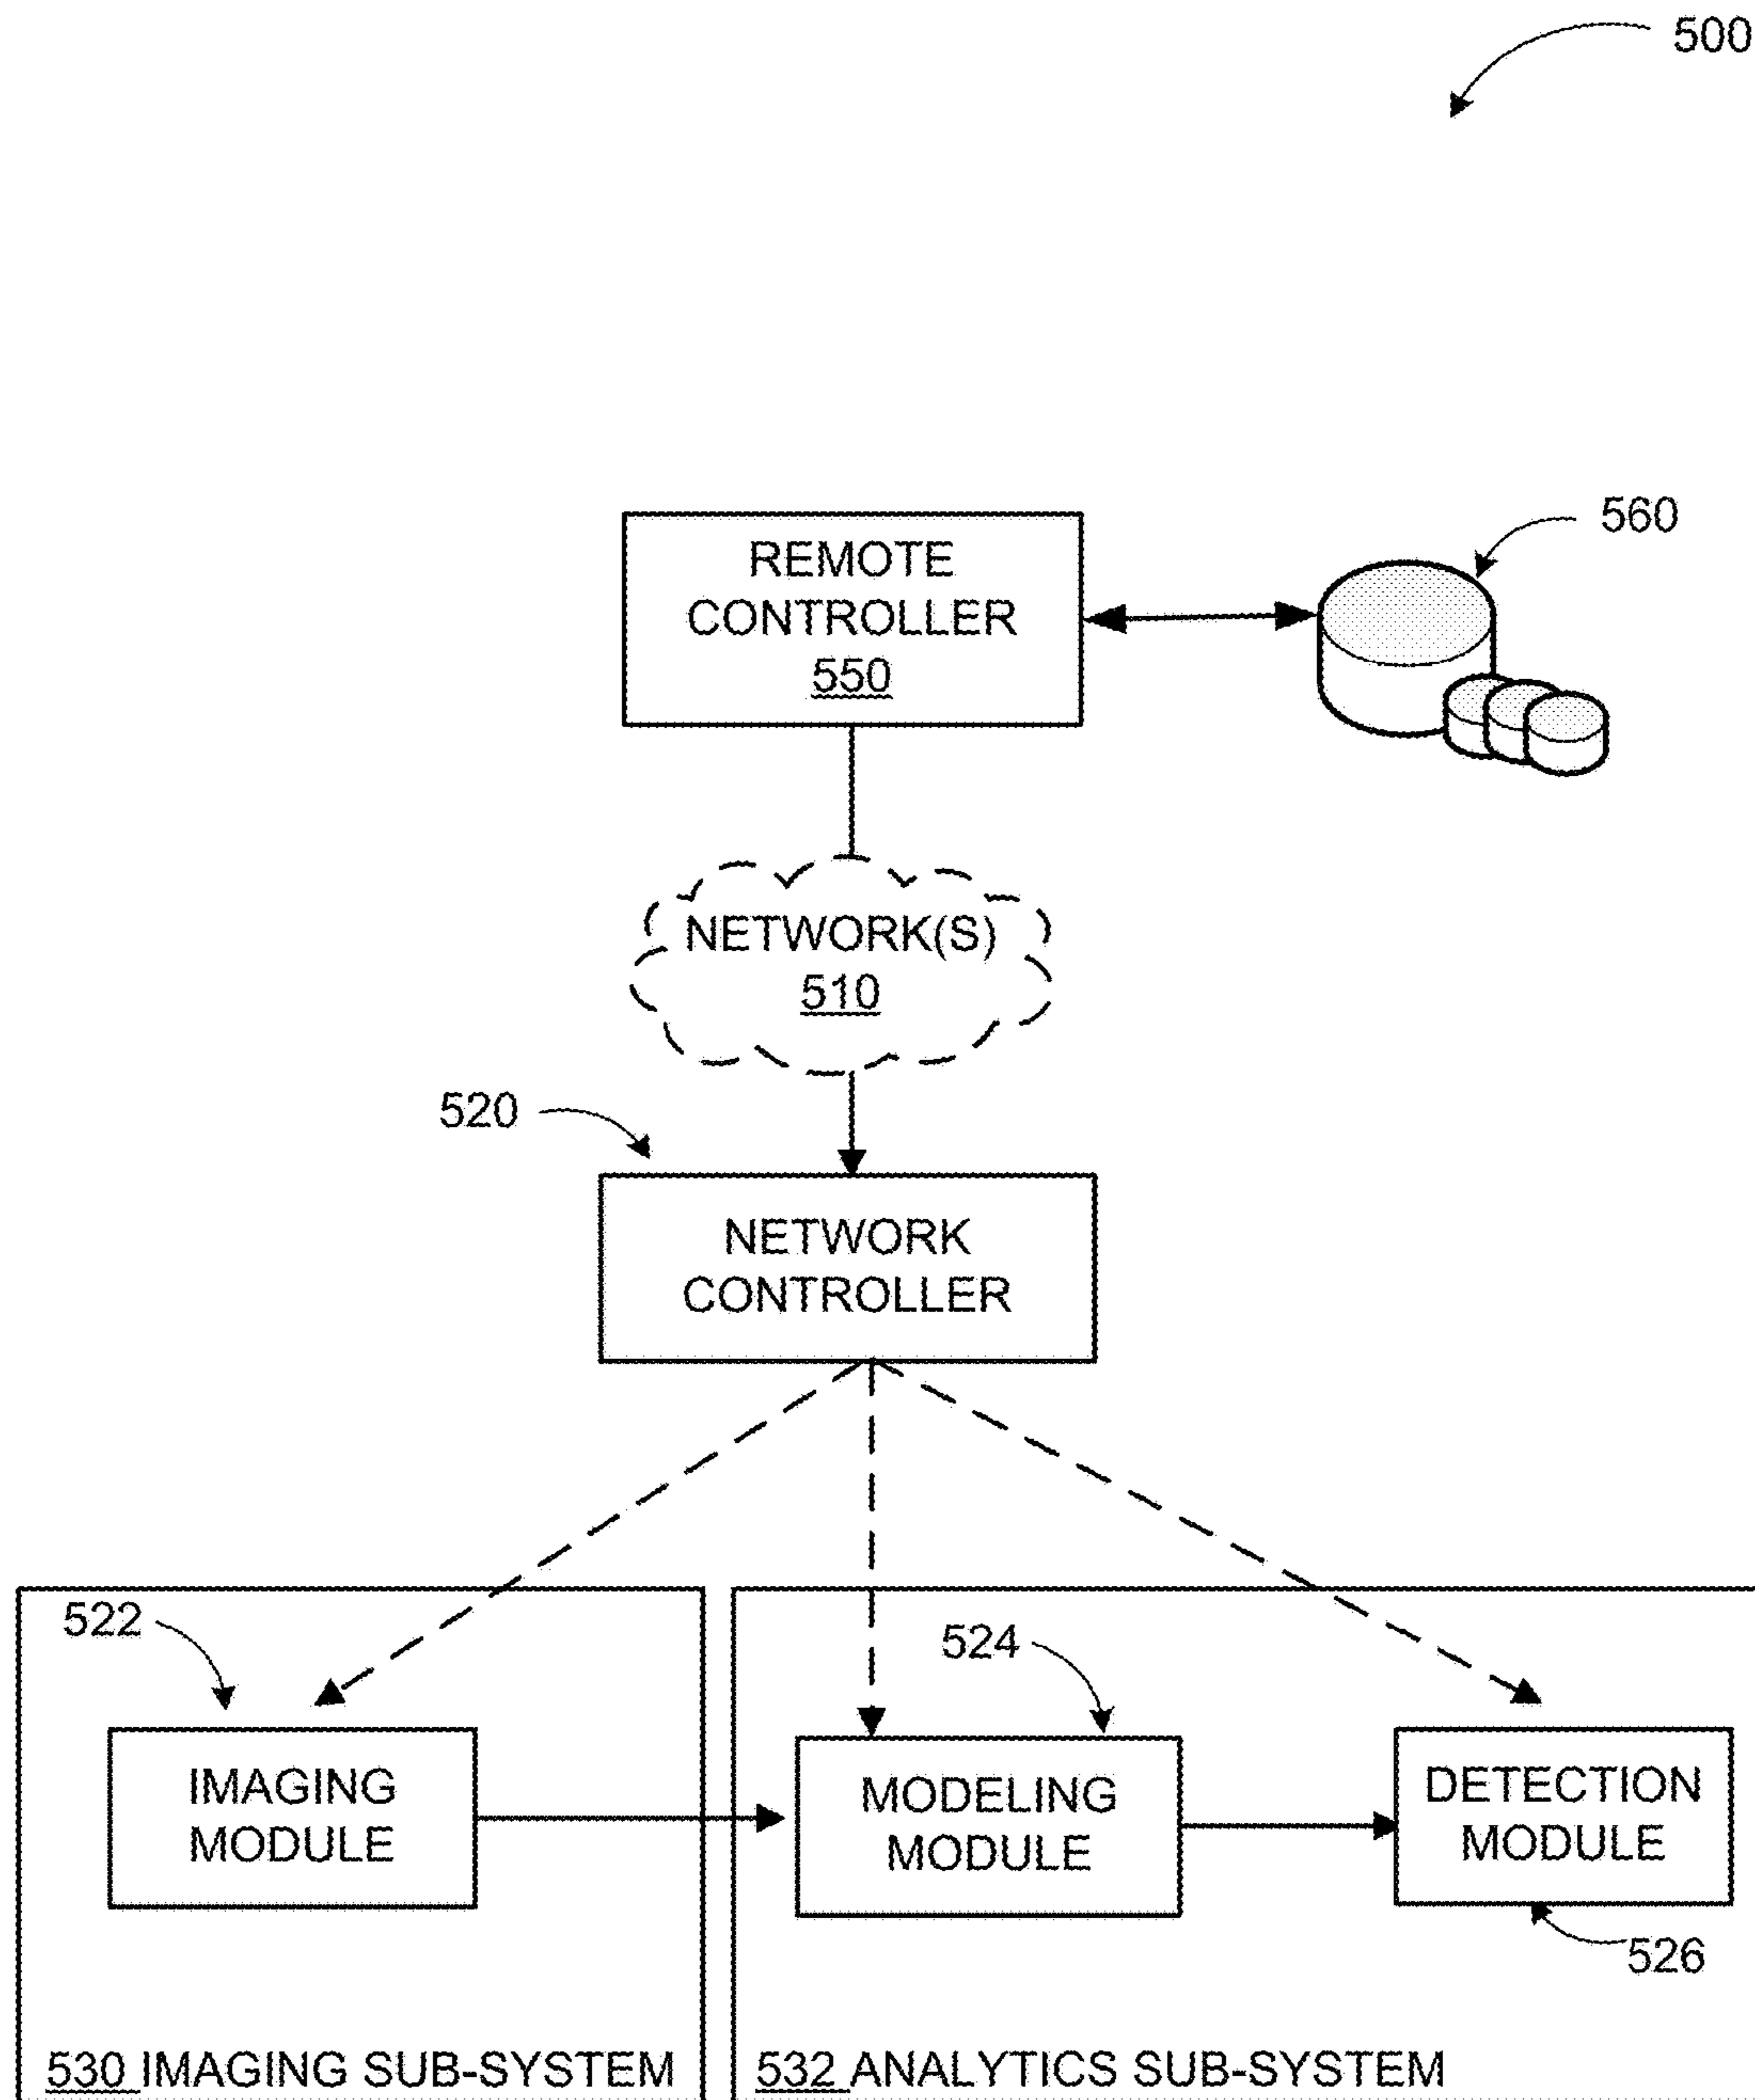 500
REMOTE
CONTROLLER
550
560
NETWORK(S)
510
520
NETWORK
CONTROLLER
522
IMAGING
MODULE
524
MODELING
MODULE
DETECTION
MODULE
526
530 IMAGING SUB-SYSTEM
532 ANALYTICS SUB-SYSTEM